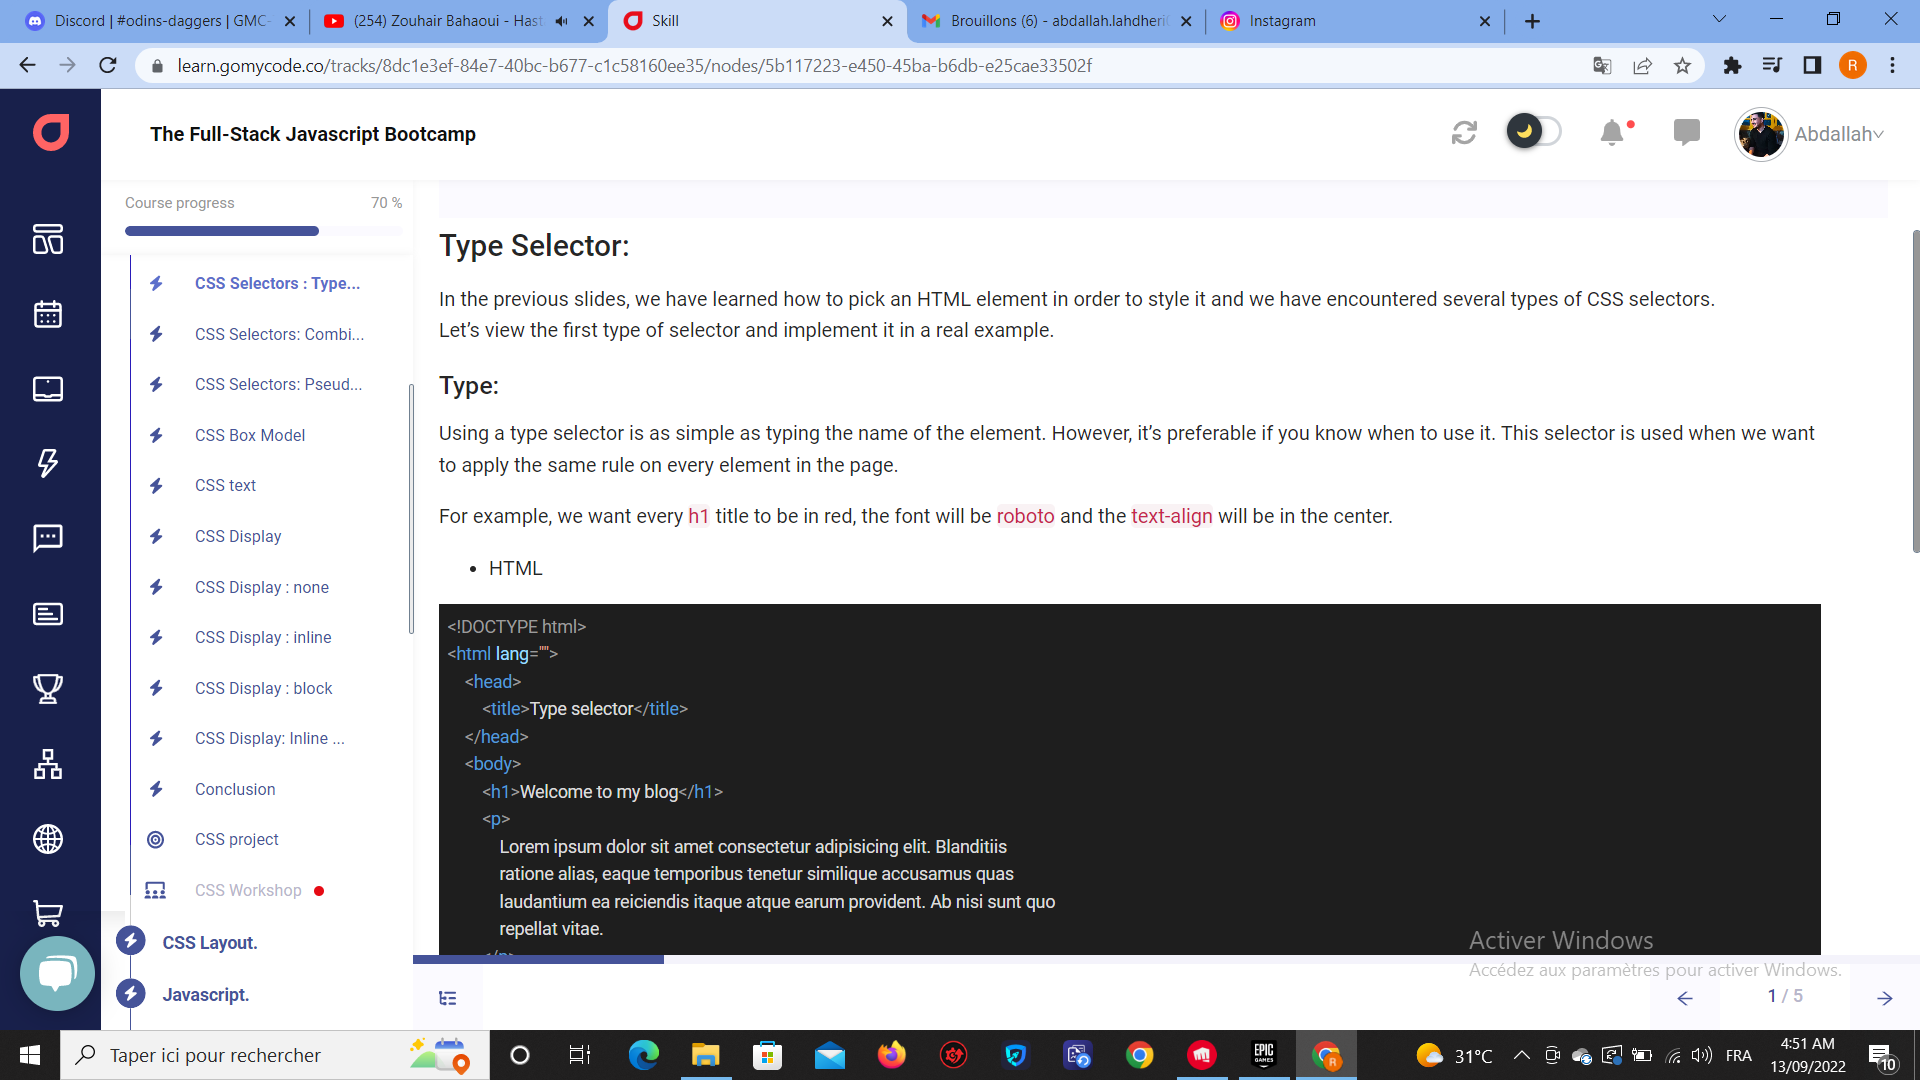 Discord | #odins-daggers | GMC-
(254) Zouhair Bahaoui - Hast
Skill
Brouillons (6) - abdallah.lahdheri
Instagram
learn.gomycode.co/tracks/8dc1e3ef-84e7-40bc-b677-c1c58160ee35/nodes/5b117223-e450-45ba-b6db-e25cae33502f
R
The Full-Stack Javascript Bootcamp
Abdallah
Course progress
70 %
CSS Selectors : Type...
CSS Selectors: Combi...
CSS Selectors: Pseud...
CSS Box Model
CSS text
CSS Display
CSS Display : none
CSS Display : inline
CSS Display : block
CSS Display: Inline ...
Conclusion
CSS project
CSS Workshop
CSS Layout.
Javascript.
Type Selector:
In the previous slides, we have learned how to pick an HTML element in order to style it and we have encountered several types of CSS selectors.
Let’s view the first type of selector and implement it in a real example.
Type:
Using a type selector is as simple as typing the name of the element. However, it’s preferable if you know when to use it. This selector is used when we want
to apply the same rule on every element in the page.
For example, we want every h1 title to be in red, the font will be roboto and the text-align will be in the center.
• HTML
<!DOCTYPE html>
<html lang="">
<head>
<title>Type selector</title>
</head>
<body>
<h1>Welcome to my blog</h1>
<p>
Lorem ipsum dolor sit amet consectetur adipisicing elit. Blanditiis
ratione alias, eaque temporibus tenetur similique accusamus quas
laudantium ea reiciendis itaque atque earum provident. Ab nisi sunt quo
repellat vitae.
</p>
Activer Windows
Accédez aux paramètres pour activer Windows.
1 / 5
Taper ici pour rechercher
EPIC
GAMES
R
31°C
FRA
4:51 AM
13/09/2022
10